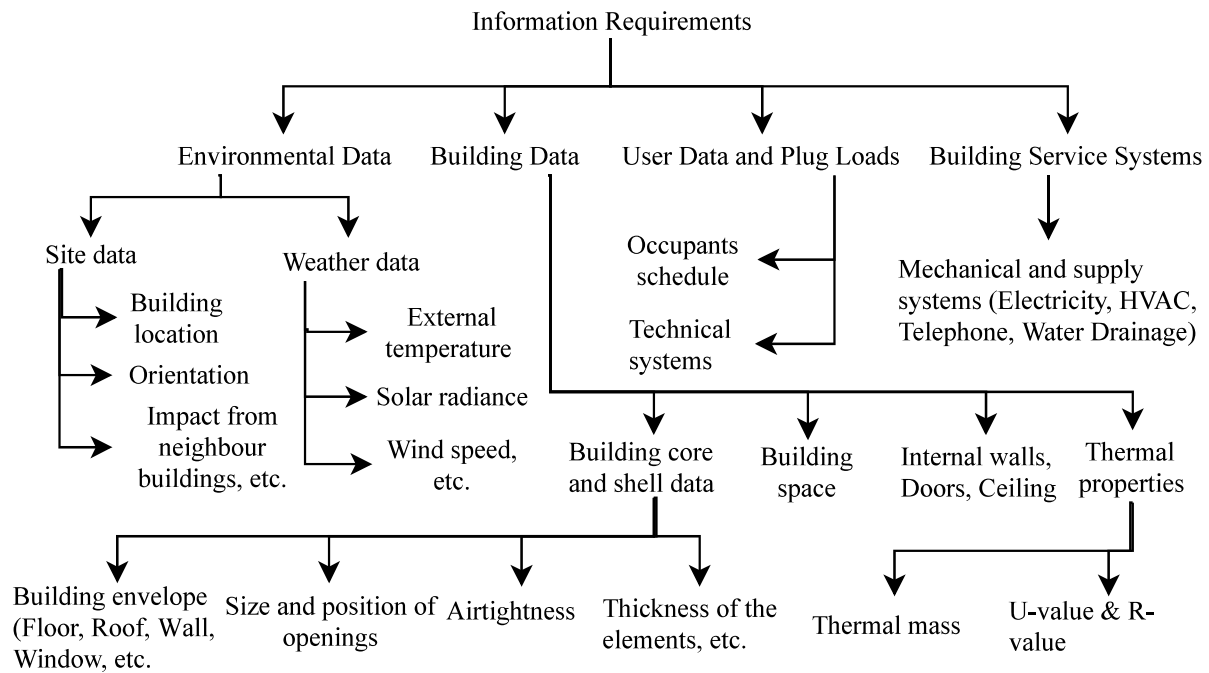 Information Requirements
Environmental Data
Building Data
User Data and Plug Loads
Building Service Systems
Site data
Building
location
Orientation
Impact from
neighbour
buildings, etc.
Weather data
External
temperature
Solar radiance
Wind speed,
etc.
Occupants
schedule
Technical
systems
Mechanical and supply
systems (Electricity, HVAC,
Telephone, Water Drainage)
Building core
and shell data
Building
space
Internal walls,
Doors, Ceiling
Thermal
properties
Building envelope
(Floor, Roof, Wall,
Window, etc.
Size and position of
openings
Airtightness
Thickness of the
elements, etc.
Thermal mass
U-value & R-
value